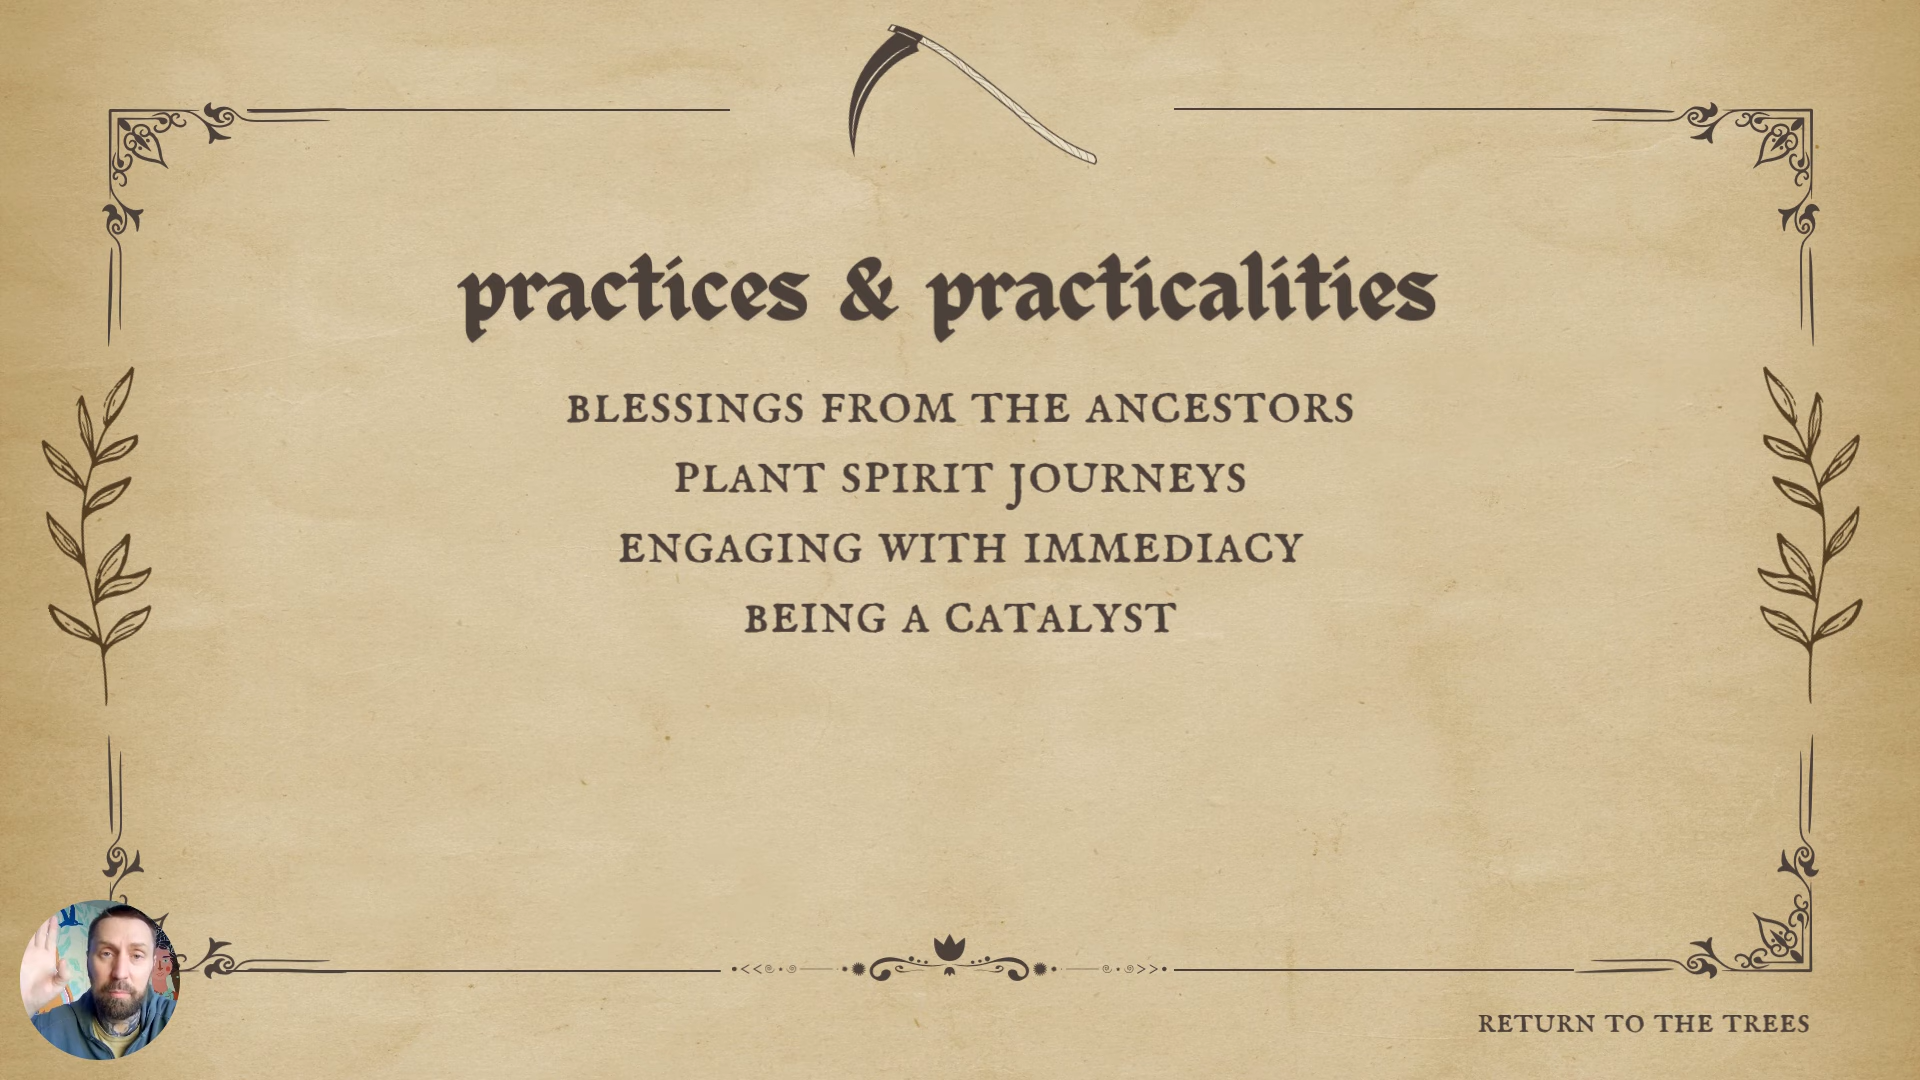 practices & practicalities
BLESSINGS FROM THE ANCESTORS
PLANT SPIRIT JOURNEYS
ENGAGING WITH IMMEDIACY
BEING A CATALYST
RETURN TO THE TREES